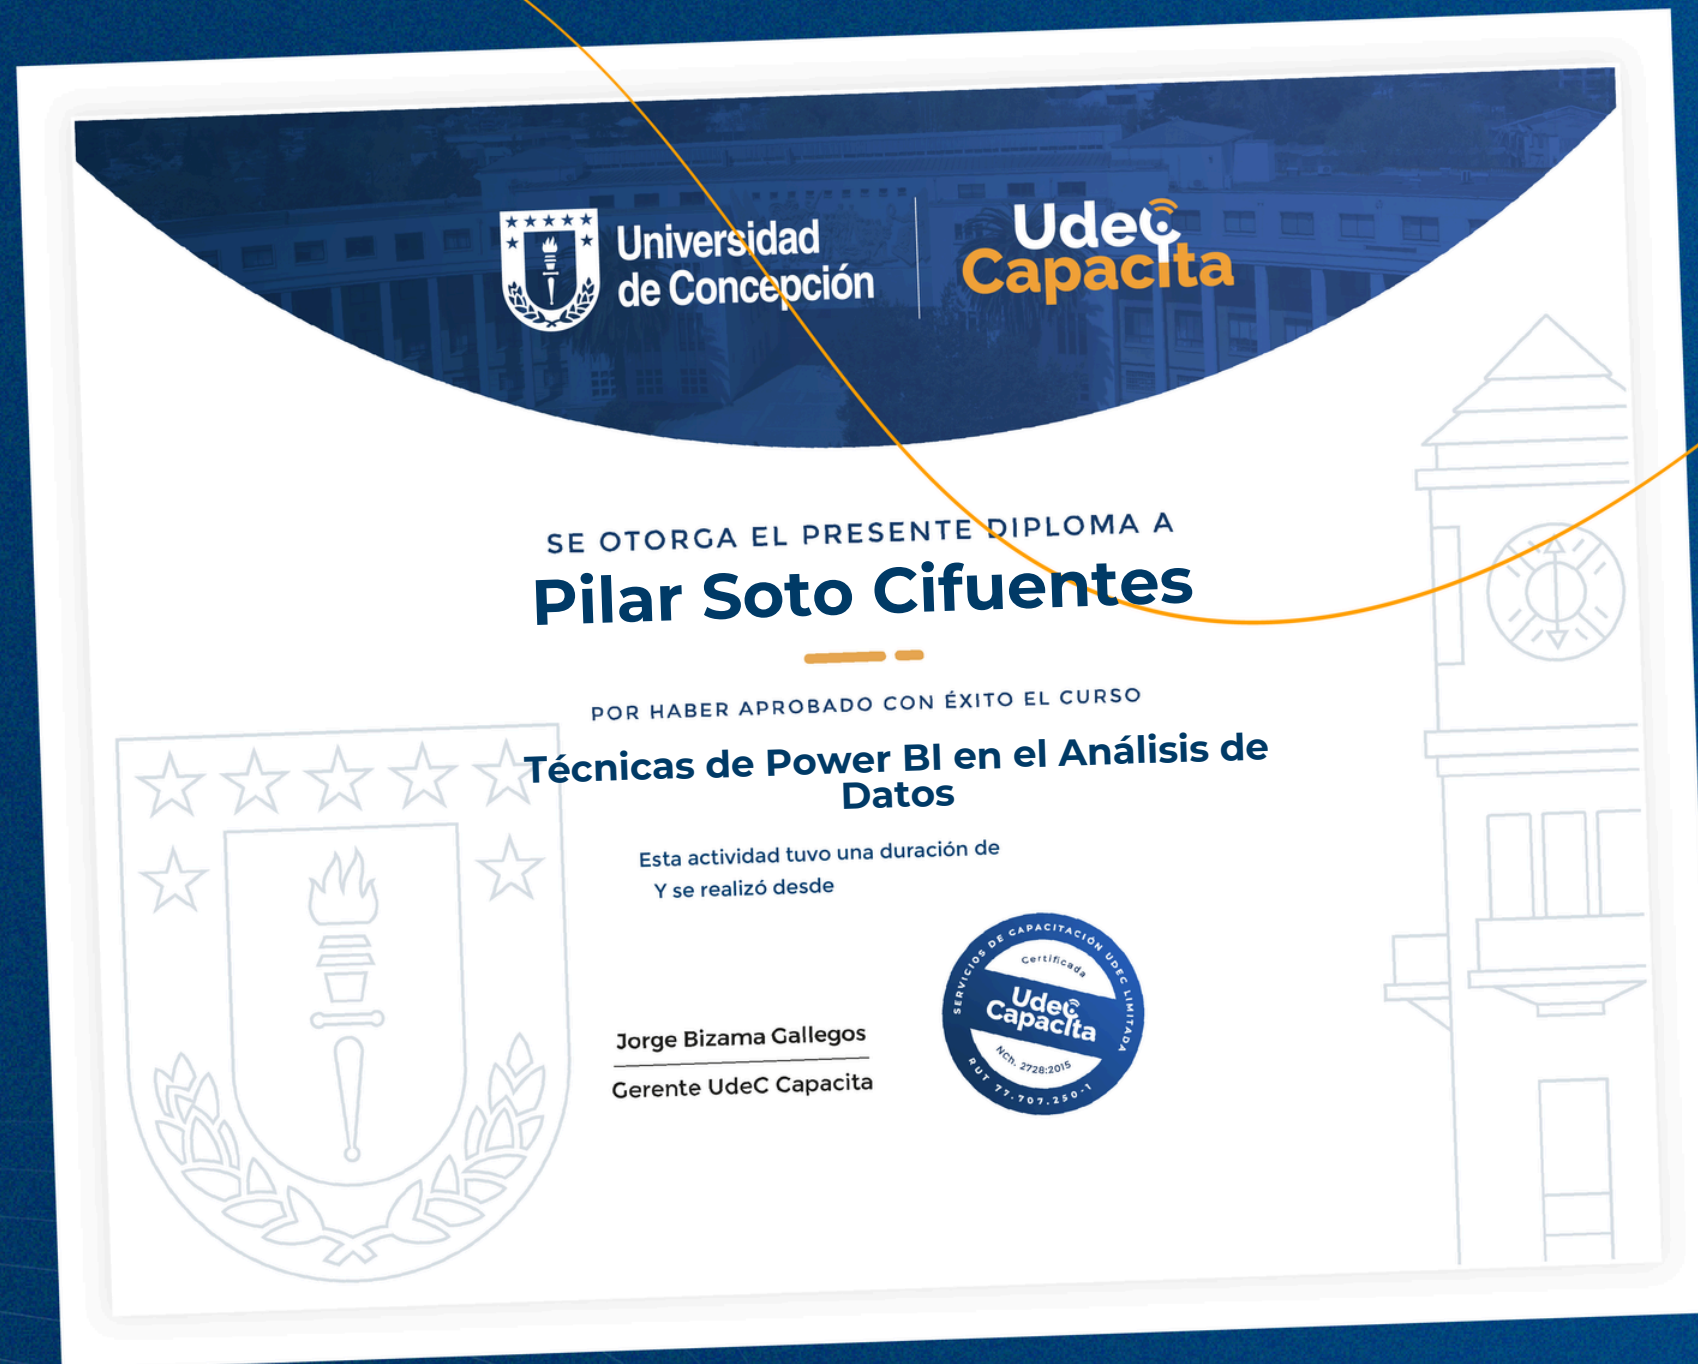 Universidad
de Concepción
UdeC
Capacita
SE OTORGA EL PRESENTE DIPLOMA A
Pilar Soto Cifuentes
POR HABER APROBADO CON ÉXITO EL CURSO
Técnicas de Power BI en el Análisis de
Datos
Esta actividad tuvo una duración de
Y se realizó desde
Jorge Bizama Gallegos
Gerente UdeC Capacita
SERVICIOS DE CAPACITACIÓN UDEC LIMITADA
Certificada
UdeC
Capacita
NCh. 2728:2015
RUT 77.707.250-1